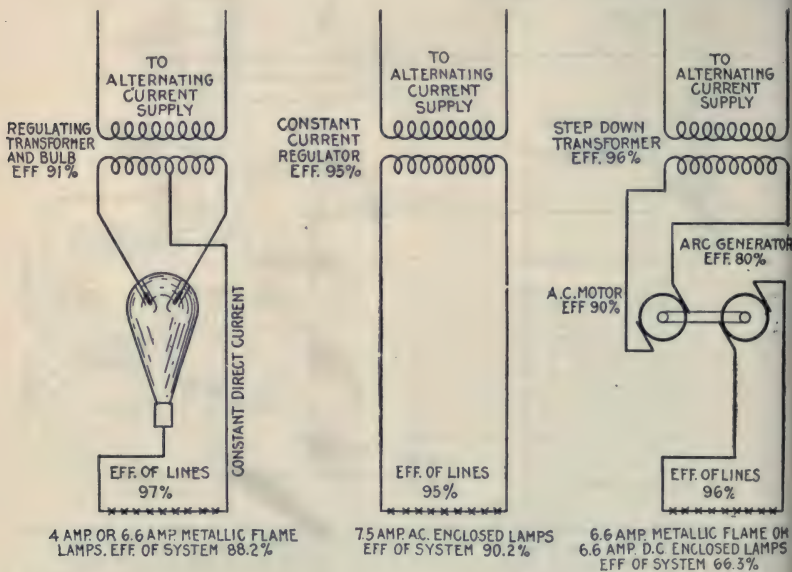 TO
ALTERNATING
CURRENT
SUPPLY
REGULATING
TRANSFORMER
AND BULB
EFF 91%
CONSTANT DIRECT CURRENT
EFF. OF LINES
97%
4 AMP. OR 6.6 AMP. METALLIC FLAME
LAMPS. EFF. OF SYSTEM 88.2%
TO
ALTERNATING
CURRENT
SUPPLY
CONSTANT
CURRENT
REGULATOR
EFF. 95%
EFF. OF LINES
95%
7.5 AMP. AC. ENCLOSED LAMPS
EFF OF SYSTEM 90.2%
TO
ALTERNATING
CURRENT
SUPPLY
STEP DOWN
TRANSFORMER
EFF. 96%
ARC GENERATOR
EFF. 80%
A.C. MOTOR
EFF 90%
EFF. OF LINES
96%
6.6 AMP. METALLIC FLAME OR
6.6 AMP. D.C. ENCLOSED LAMPS
EFF OF SYSTEM 66.3%